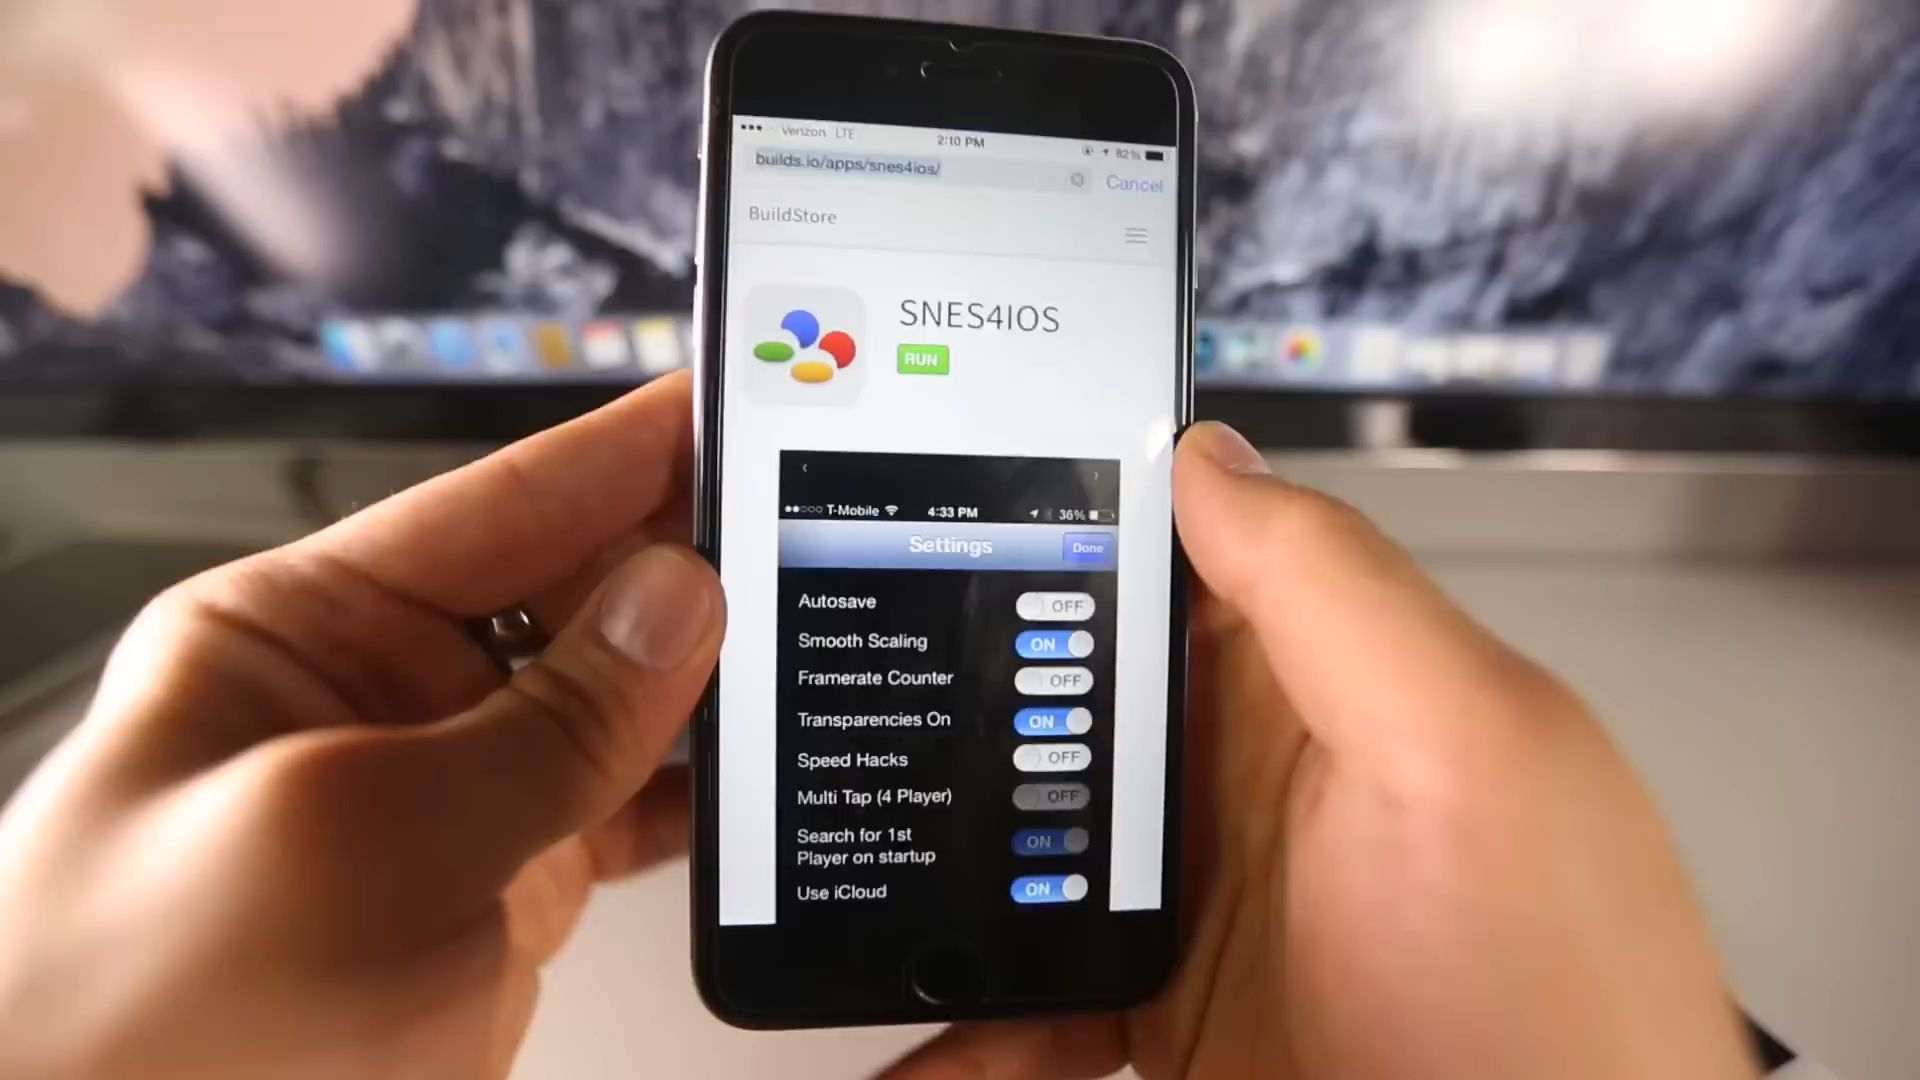 Verizon LTE 2:10 PM 82%
builds.io/apps/snes4ios/ Cancel
BuildStore
SNES4IOS
RUN
T-Mobile 4:33 PM 36%
Settings Done
Autosave OFF
Smooth Scaling ON
Framerate Counter OFF
Transparencies On ON
Speed Hacks OFF
Multi Tap (4 Player) OFF
Search for 1st
Player on startup ON
Use iCloud ON